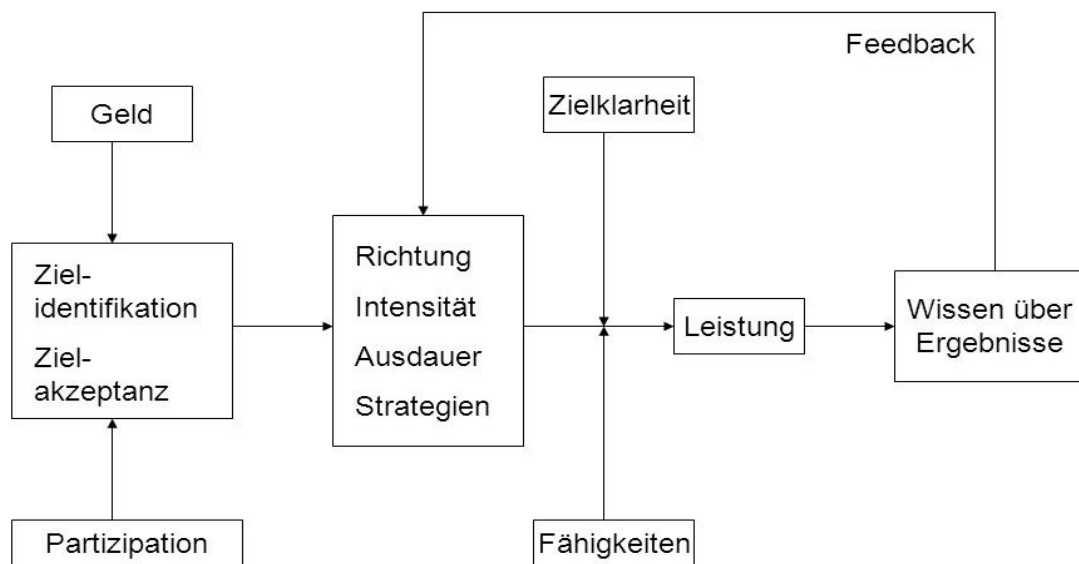 Feedback
Geld
Zielklarheit
Ziel-
identifikation
Ziel-
akzeptanz
Richtung
Intensität
Ausdauer
Strategien
Leistung
Wissen über
Ergebnisse
Partizipation
Fähigkeiten